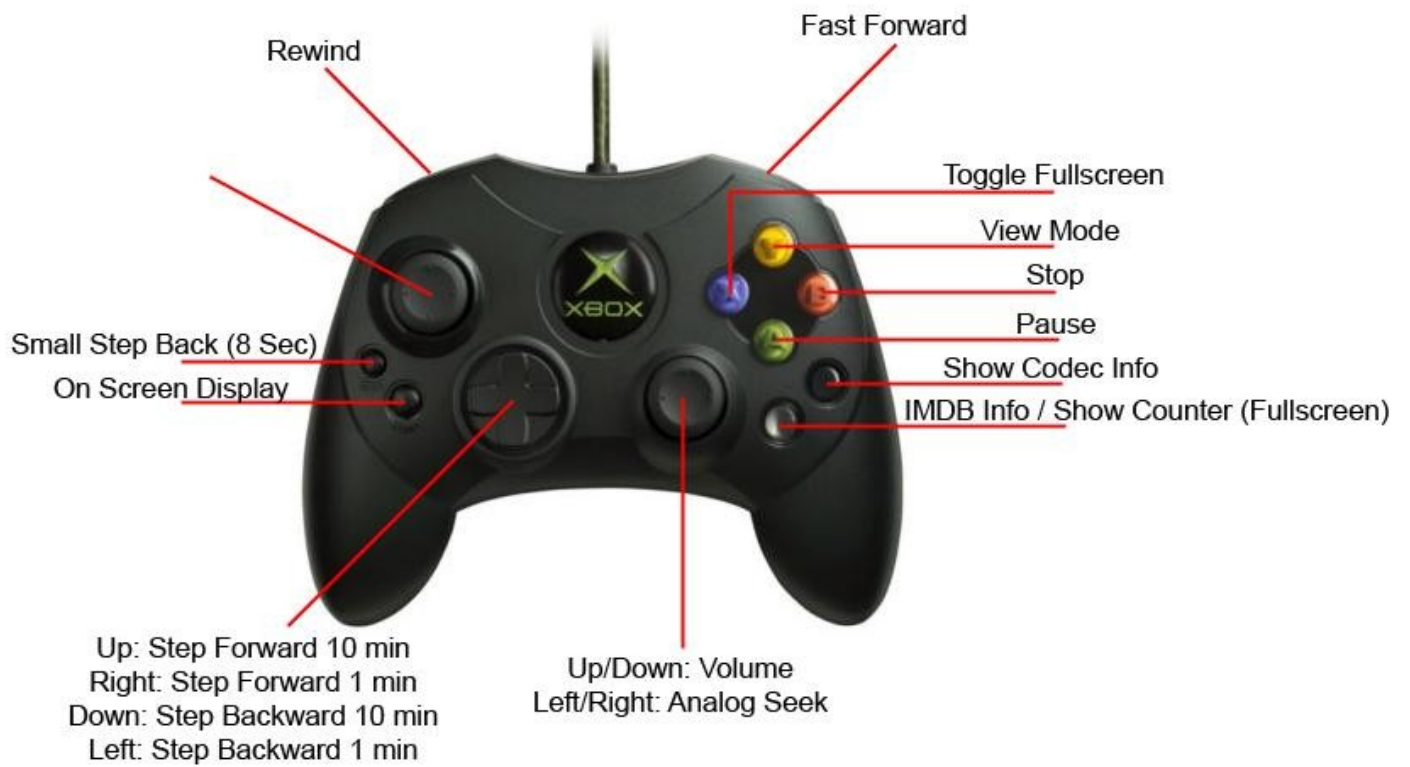 Fast Forward
Rewind
Toggle Fullscreen
View Mode
Stop
XBOX
Pause
Small Step Back (8 Sec)
Show Codec Info
On Screen Display
IMDB Info / Show Counter (Fullscreen)
Up: Step Forward 10 min
Right: Step Forward 1 min
Down: Step Backward 10 min
Left: Step Backward 1 min
Up/Down: Volume
Left/Right: Analog Seek